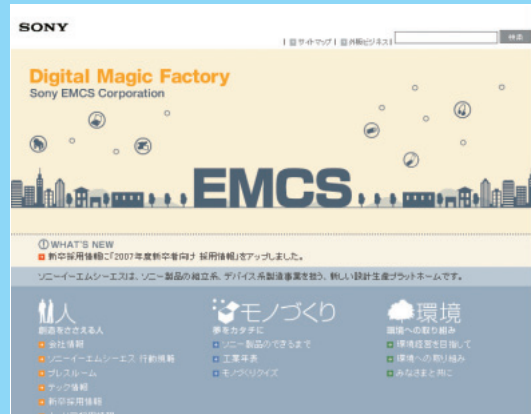 SONY
サイトマップ | 外販ビジネス
検索
Digital Magic Factory
Sony EMCS Corporation
EMCS
WHAT'S NEW
新卒採用情報に「2007年度新卒者向け 採用情報」をアップしました。
ソニーイーエムシーエスは、ソニー製品の組立系、デバイス系製造事業を担う、新しい設計生産プラットホームです。
人
創造をささえる人
会社情報
ソニーイーエムシーエス 行動情報
プレスルーム
テック情報
新卒採用情報
モノづくり
夢をカタチに
ソニー製品のできるまで
工業年表
モノづくりクイズ
環境
環境への取り組み
環境経営を目指して
環境への取り組み
みなさまと共に